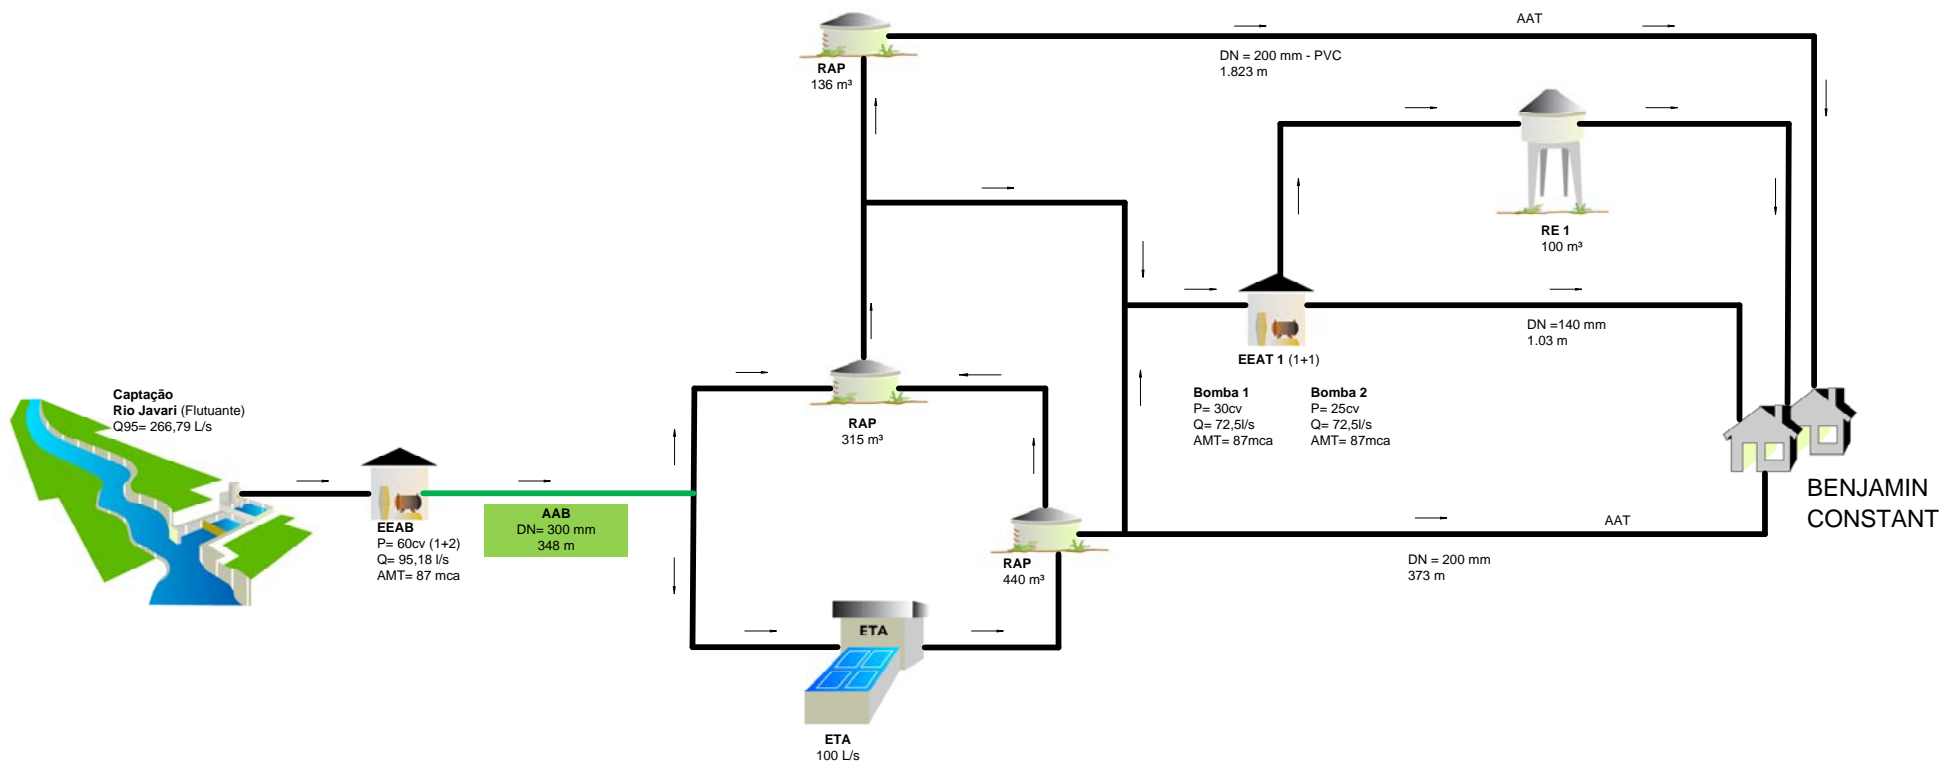 AAT
DN = 200 mm - PVC
1.823 m
RAP
136 m³
RE 1
100 m³
DN =140 mm
1.03 m
EEAT 1 (1+1)
Bomba 1
P= 30cv
Q= 72,5l/s
AMT= 87mca
Bomba 2
P= 25cv
Q= 72,5l/s
AMT= 87mca
Captação
Rio Javari (Flutuante)
Q95= 266,79 L/s
RAP
315 m³
EEAB
P= 60cv (1+2)
Q= 95,18 l/s
AMT= 87 mca
AAB
DN= 300 mm
348 m
RAP
440 m³
AAT
DN = 200 mm
373 m
BENJAMIN
CONSTANT
ETA
ETA
100 L/s